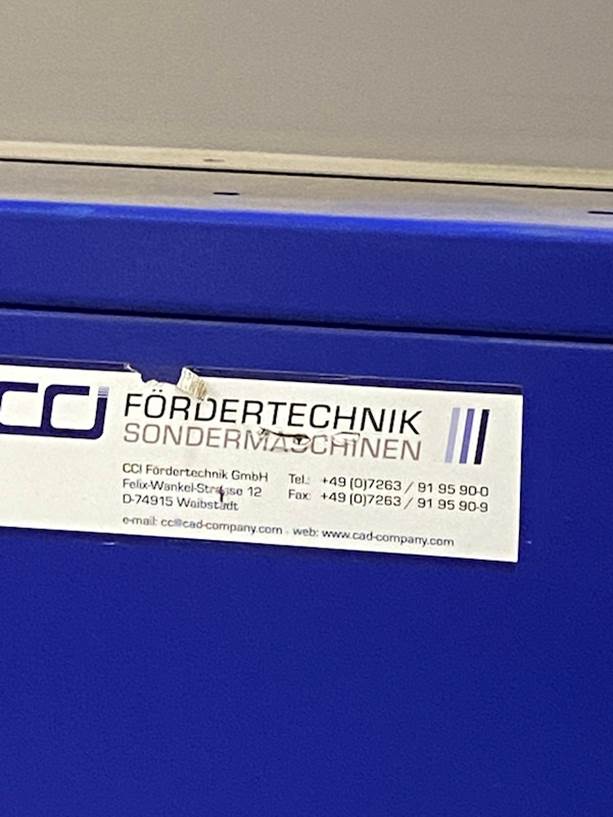 CCI
FÖRDERTECHNIK
SONDERMASCHINEN
CCI Fördertechnik GmbH
Felix-Wankel-Strasse 12
D-74915 Waibstadt
Tel.: +49 (0)7263 / 91 95 90-0
Fax: +49 (0)7263 / 91 95 90-9
e-mail: cc@cad-company.com . web: www.cad-company.com